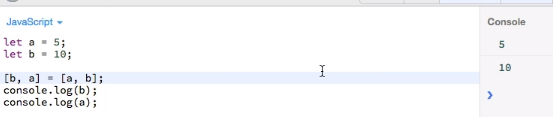 JavaScript
let a = 5;
let b = 10;
[b, a] = [a, b];
console.log(b);
console.log(a);
Console
5
10